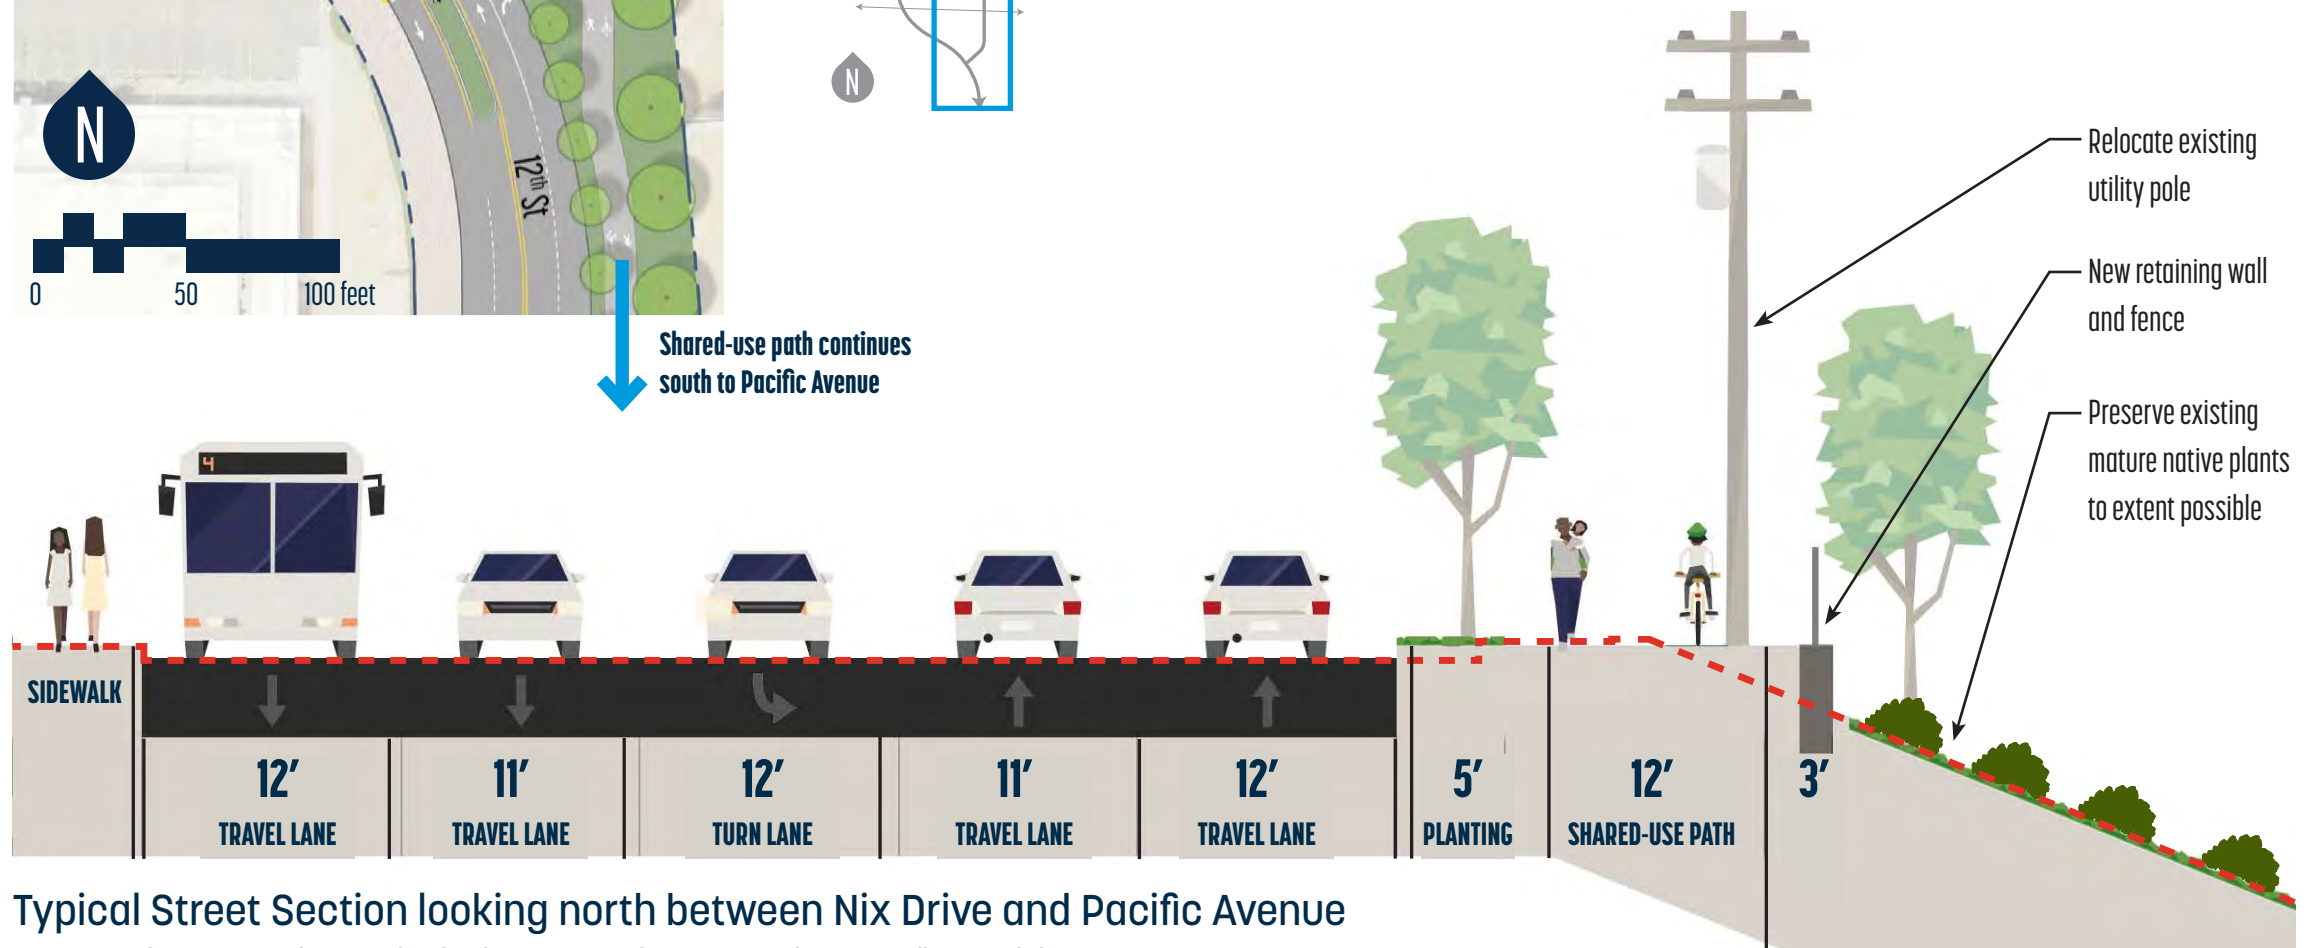 N
N
12th St
0 50 100 feet
Shared-use path continues
south to Pacific Avenue
Relocate existing
utility pole
New retaining wall
and fence
Preserve existing
mature native plants
to extent possible
4
SIDEWALK
12′ 11′ 12′ 11′ 12′ 5′ 12′ 3′
TRAVEL LANE TRAVEL LANE TURN LANE TRAVEL LANE TRAVEL LANE PLANTING SHARED-USE PATH
Typical Street Section looking north between Nix Drive and Pacific Avenue